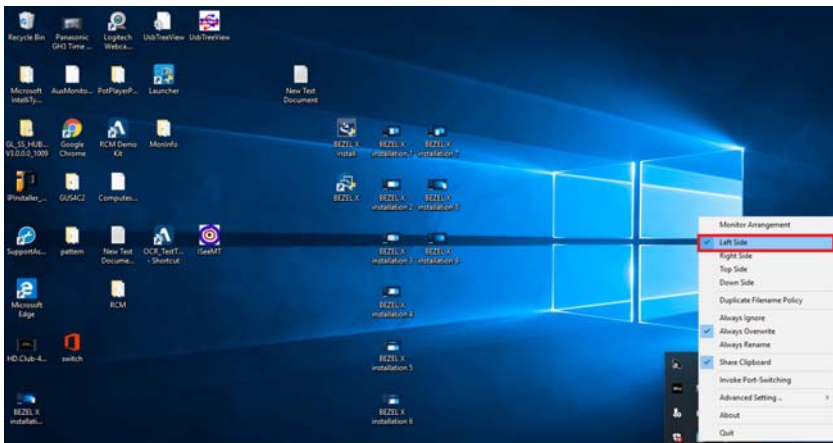 Recycle Bin
Panasonic
GH3 Time ...
Logitech
Webca...
UsbTreeView
UsbTreeView
Microsoft
IntelliTy...
AuxMonito...
PotPlayerP...
Launcher
New Text
Document
GL_SS_HUB...
V3.0.0.0_1009
Google
Chrome
RCM Demo
Kit
Moninfo
BEZEL X
install
BEZEL X
installation 1
BEZEL X
installation 7
IPInstaller_...
GUS4C2
Computex...
BEZEL X
BEZEL X
installation 2
BEZEL X
installation 8
SupportAs...
pattern
New Text
Docume...
OCR_TestT...
- Shortcut
ISeeMT
BEZEL X
installation 3
BEZEL X
installation 9
Microsoft
Edge
RCM
BEZEL X
installation 4
HD.Club-4...
switch
BEZEL X
installation 5
BEZEL X
installati...
BEZEL X
installation 6
Monitor Arrangement
Left Side
Right Side
Top Side
Down Side
Duplicate Filename Policy
Always Ignore
Always Overwrite
Always Rename
Share Clipboard
Invoke Port-Switching
Advanced Setting ..
About
Quit